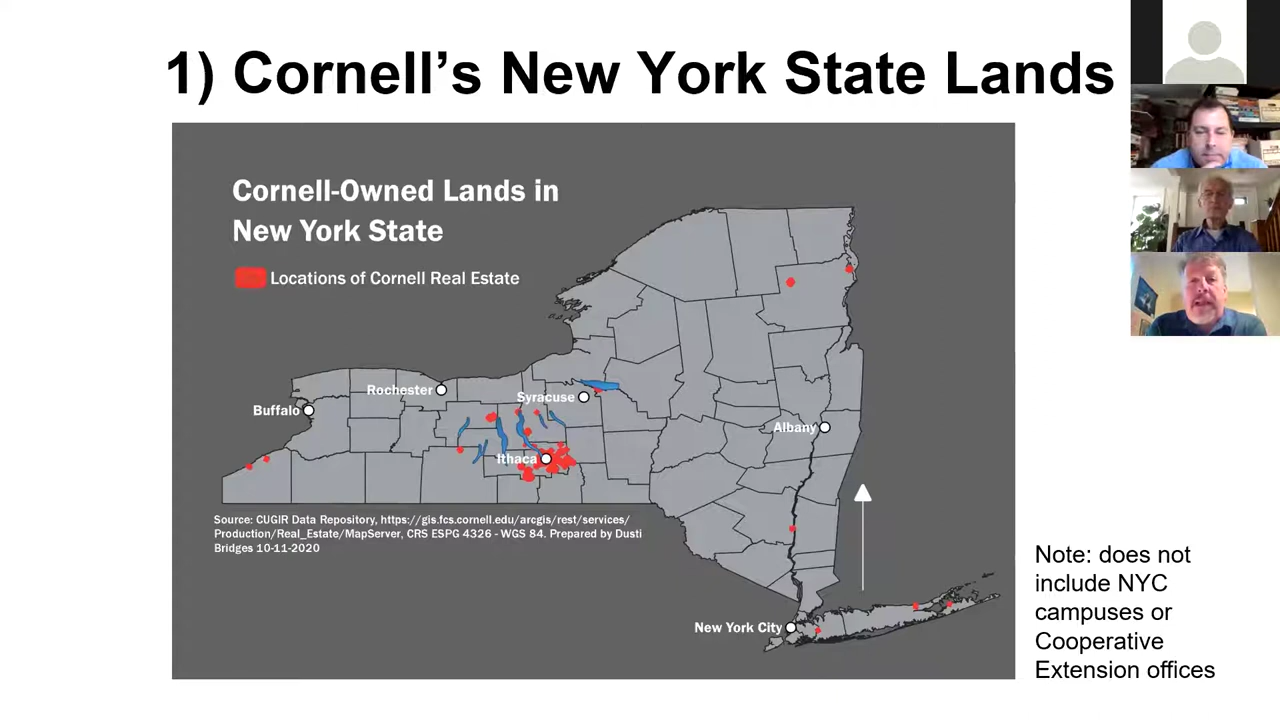 1) Cornell’s New York State Lands
Cornell-Owned Lands in
New York State
Locations of Cornell Real Estate
Rochester
Buffalo
Syracuse
Ithaca
Albany
Source: CUGIR Data Repository, https://gis.fcs.cornell.edu/arcgis/rest/services/
Production/Real_Estate/MapServer, CRS ESPG 4326 - WGS 84. Prepared by Dusti
Bridges 10-11-2020
New York City
Note: does not
include NYC
campuses or
Cooperative
Extension offices